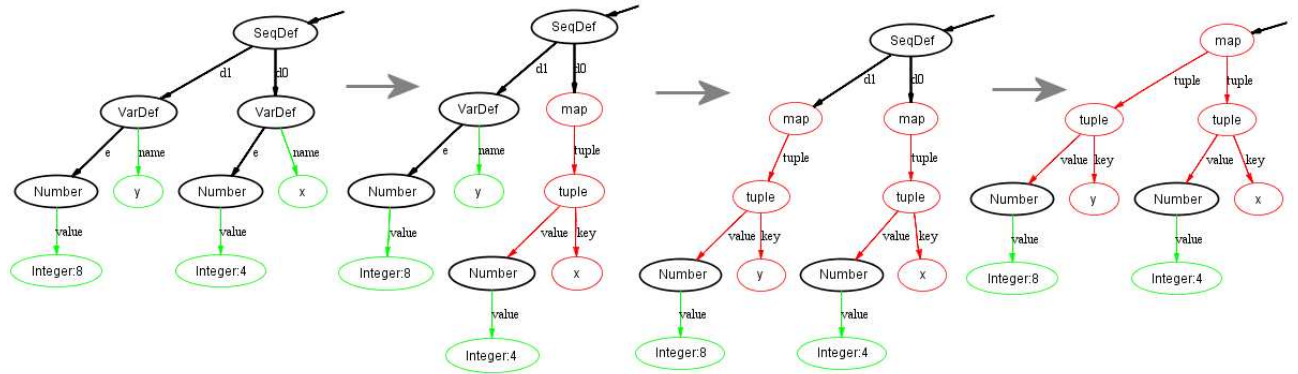 SeqDef
d1 d0
VarDef VarDef
e name e name
Number y Number x
value value
Integer:8 Integer:4
SeqDef
d1 d0
VarDef map
e name tuple
Number y tuple
value value key
Integer:8 Number x
value
Integer:4
SeqDef
d1 d0
map map
tuple tuple
tuple tuple
value key value key
Number y Number x
value value
Integer:8 Integer:4
map
tuple tuple
tuple tuple
value key value key
Number y Number x
value value
Integer:8 Integer:4